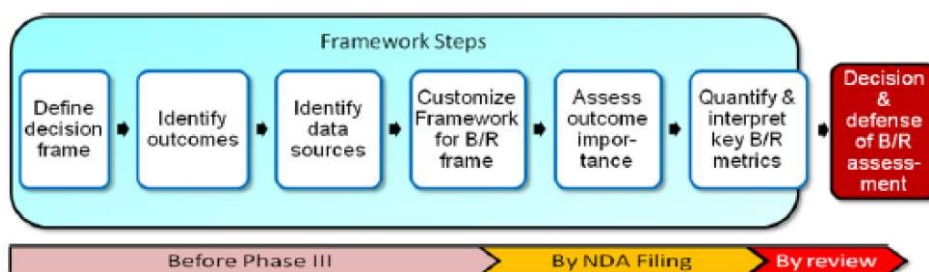 Framework Steps
Define
decision
frame
Identify
outcomes
Identify
data
sources
Customize
Framework
for B/R
frame
Assess
outcome
impor-
tance
Quantify &
interpret
key B/R
metrics
Decision
&
defense
of B/R
assess-
ment
Before Phase III
By NDA Filing
By review